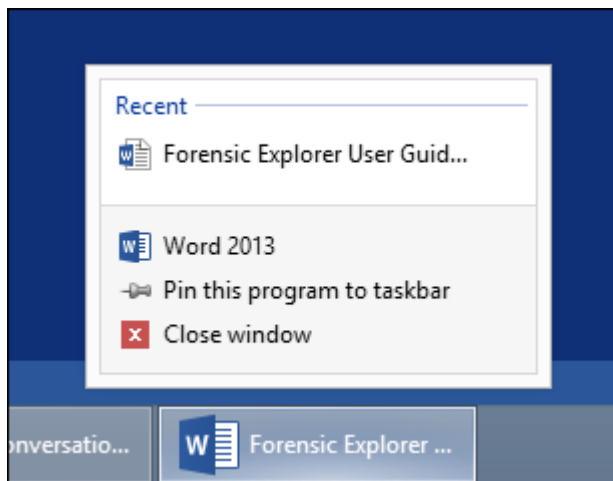 Recent
Forensic Explorer User Guid...
Word 2013
Pin this program to taskbar
Close window
onversatio...
Forensic Explorer ...